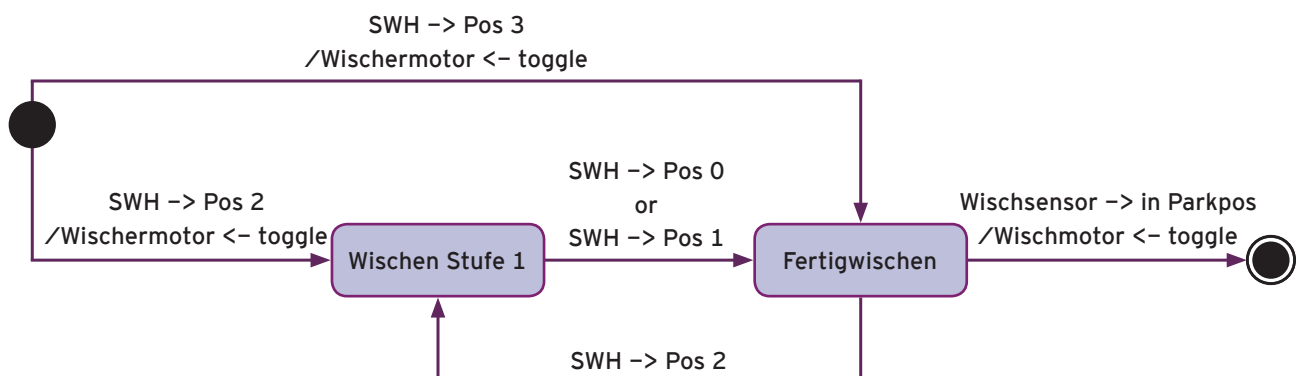 SWH –> Pos 3
/Wischermotor <– toggle
SWH –> Pos 2
/Wischermotor <– toggle
Wischen Stufe 1
SWH –> Pos 0
or
SWH –> Pos 1
Fertigwischen
Wischsensor –> in Parkpos
/Wischmotor <– toggle
SWH –> Pos 2